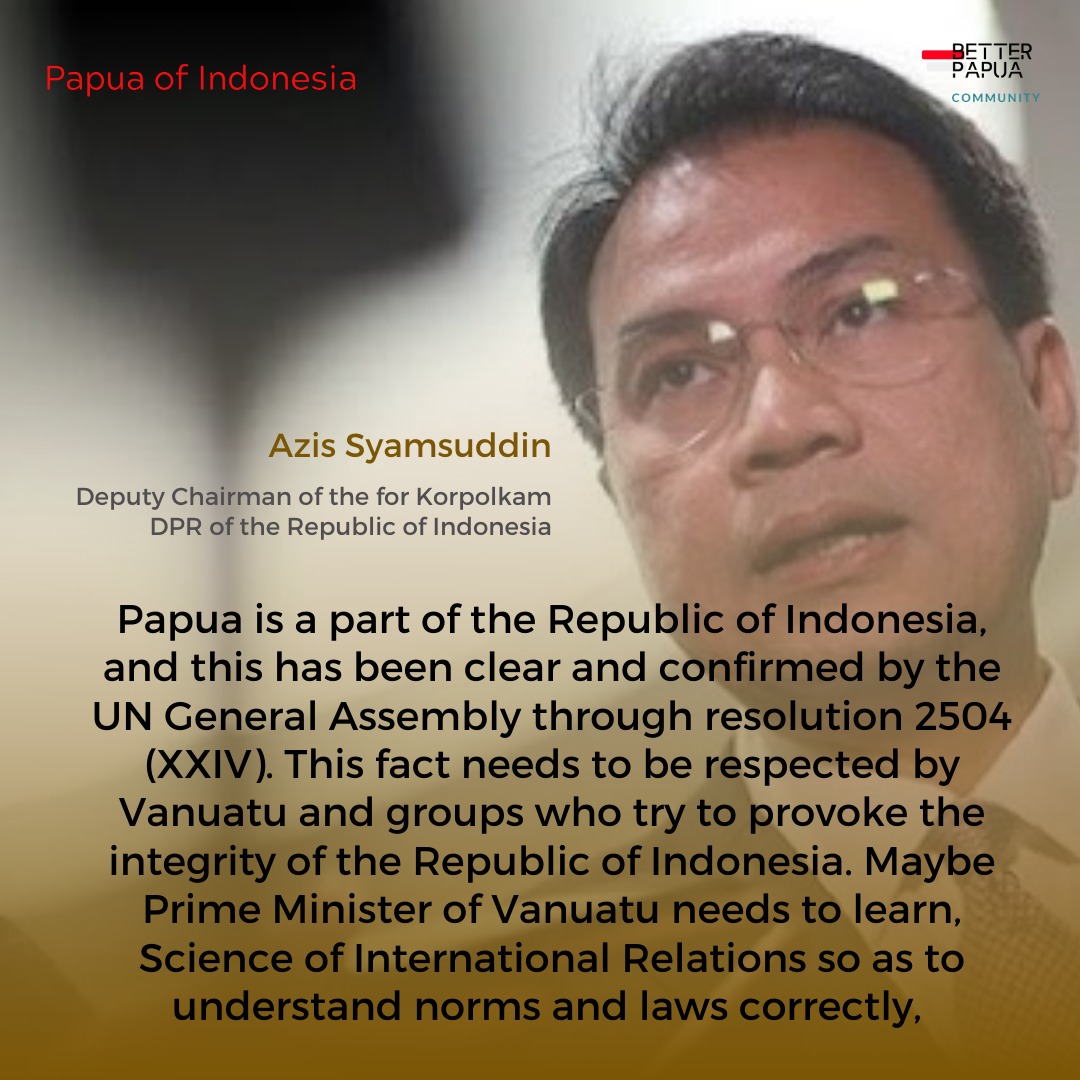 Papua of Indonesia
BETTER
PAPUA
COMMUNITY
Azis Syamsuddin
Deputy Chairman of the for Korpolkam
DPR of the Republic of Indonesia
Papua is a part of the Republic of Indonesia,
and this has been clear and confirmed by the
UN General Assembly through resolution 2504
(XXIV). This fact needs to be respected by
Vanuatu and groups who try to provoke the
integrity of the Republic of Indonesia. Maybe
Prime Minister of Vanuatu needs to learn,
Science of International Relations so as to
understand norms and laws correctly,